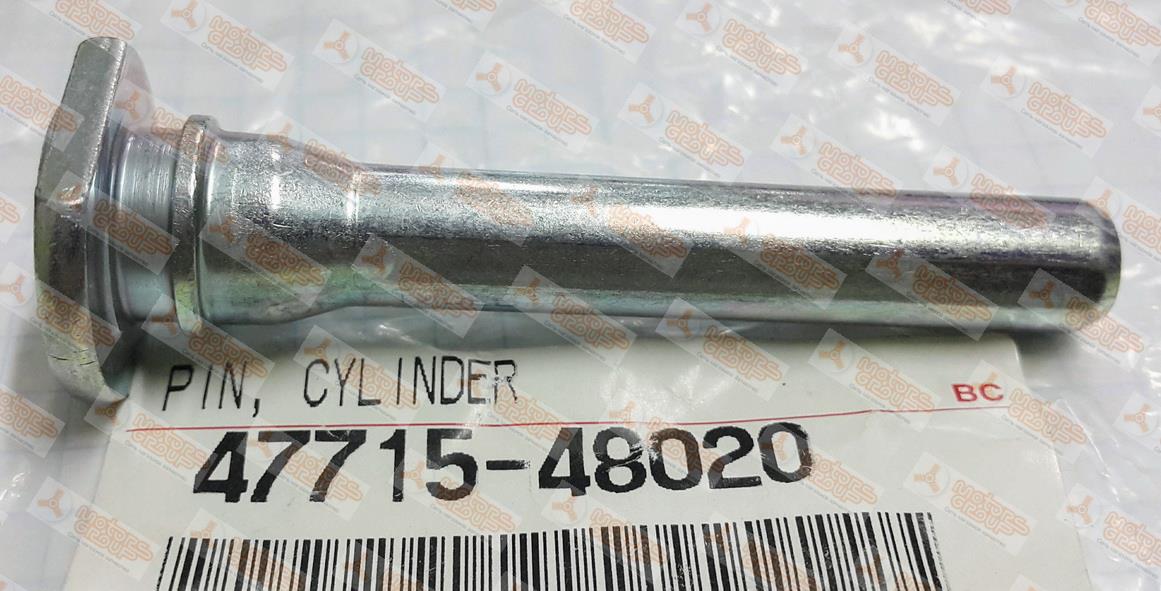 PIN, CYLINDER
BC
47715-48020